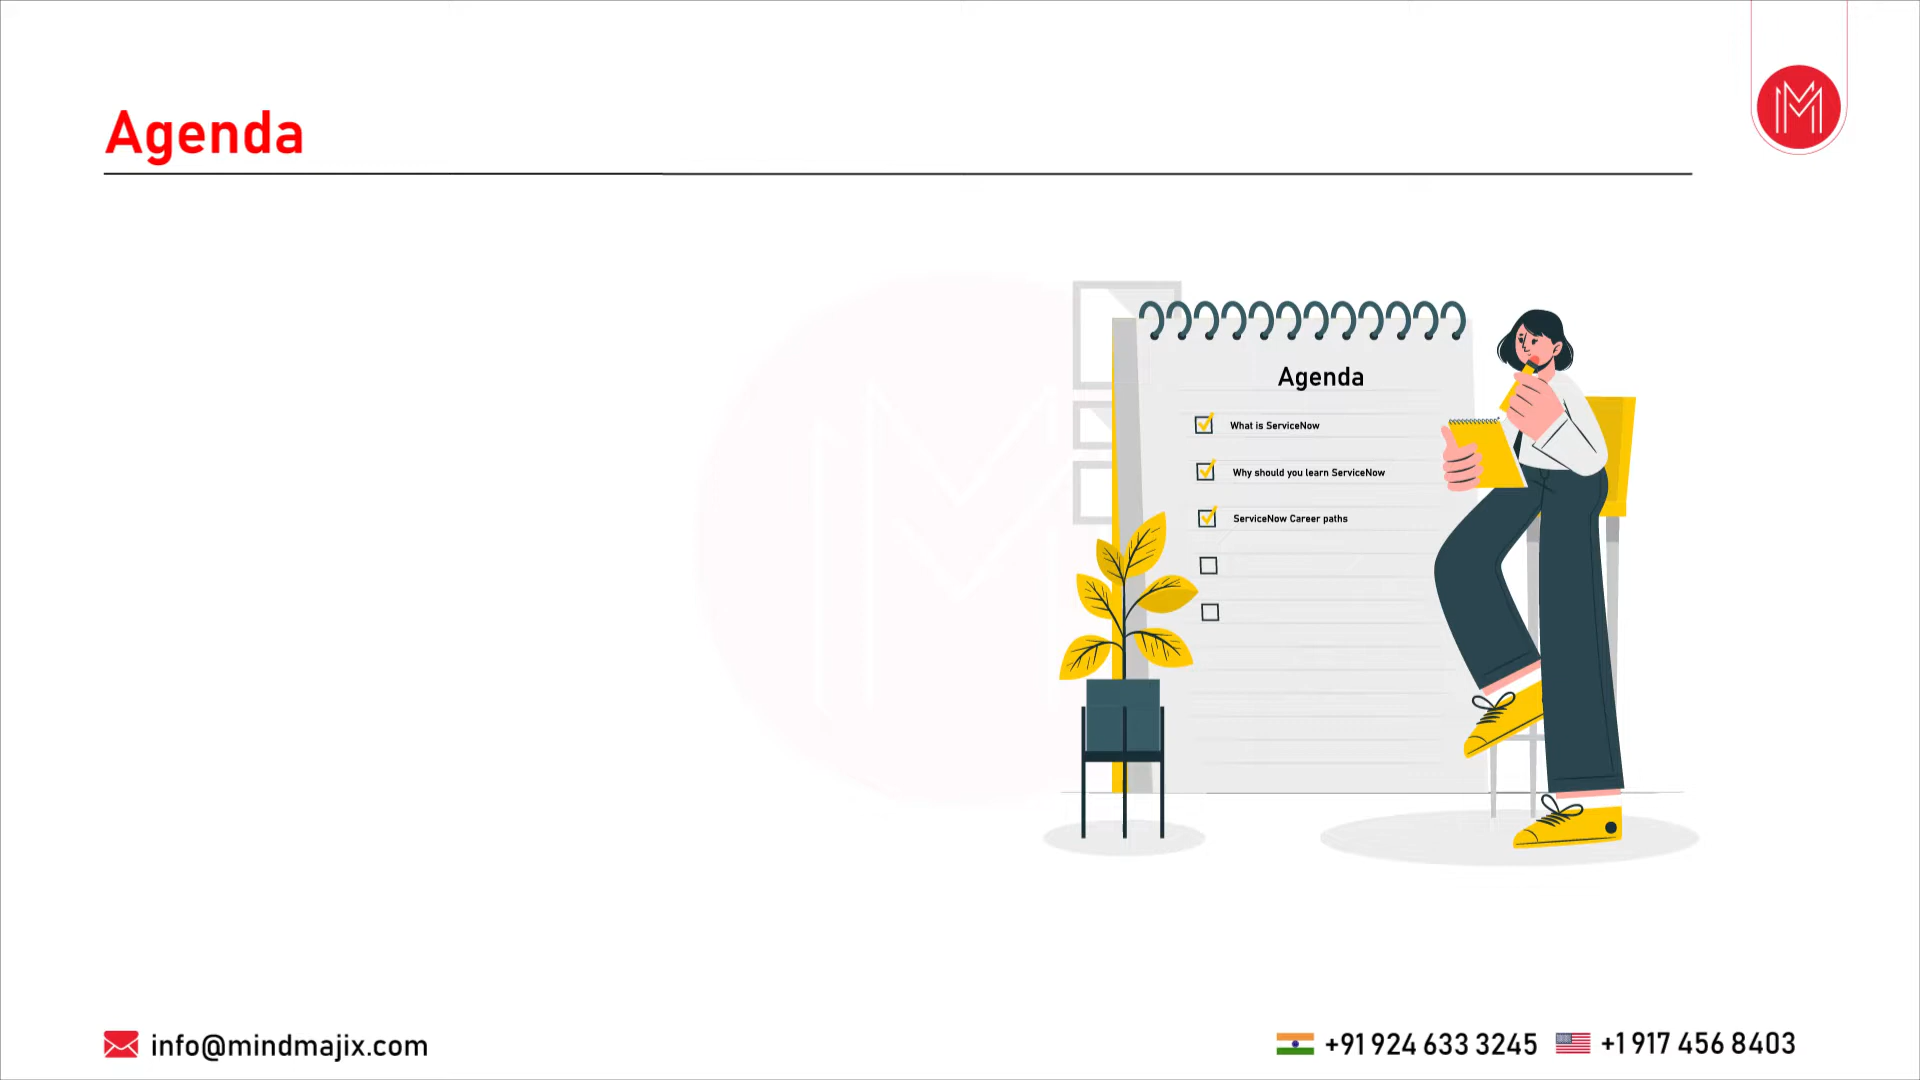 Agenda
Agenda
What is ServiceNow
Why should you learn ServiceNow
ServiceNow Career paths
info@mindmajix.com
+91 924 633 3245
+1 917 456 8403